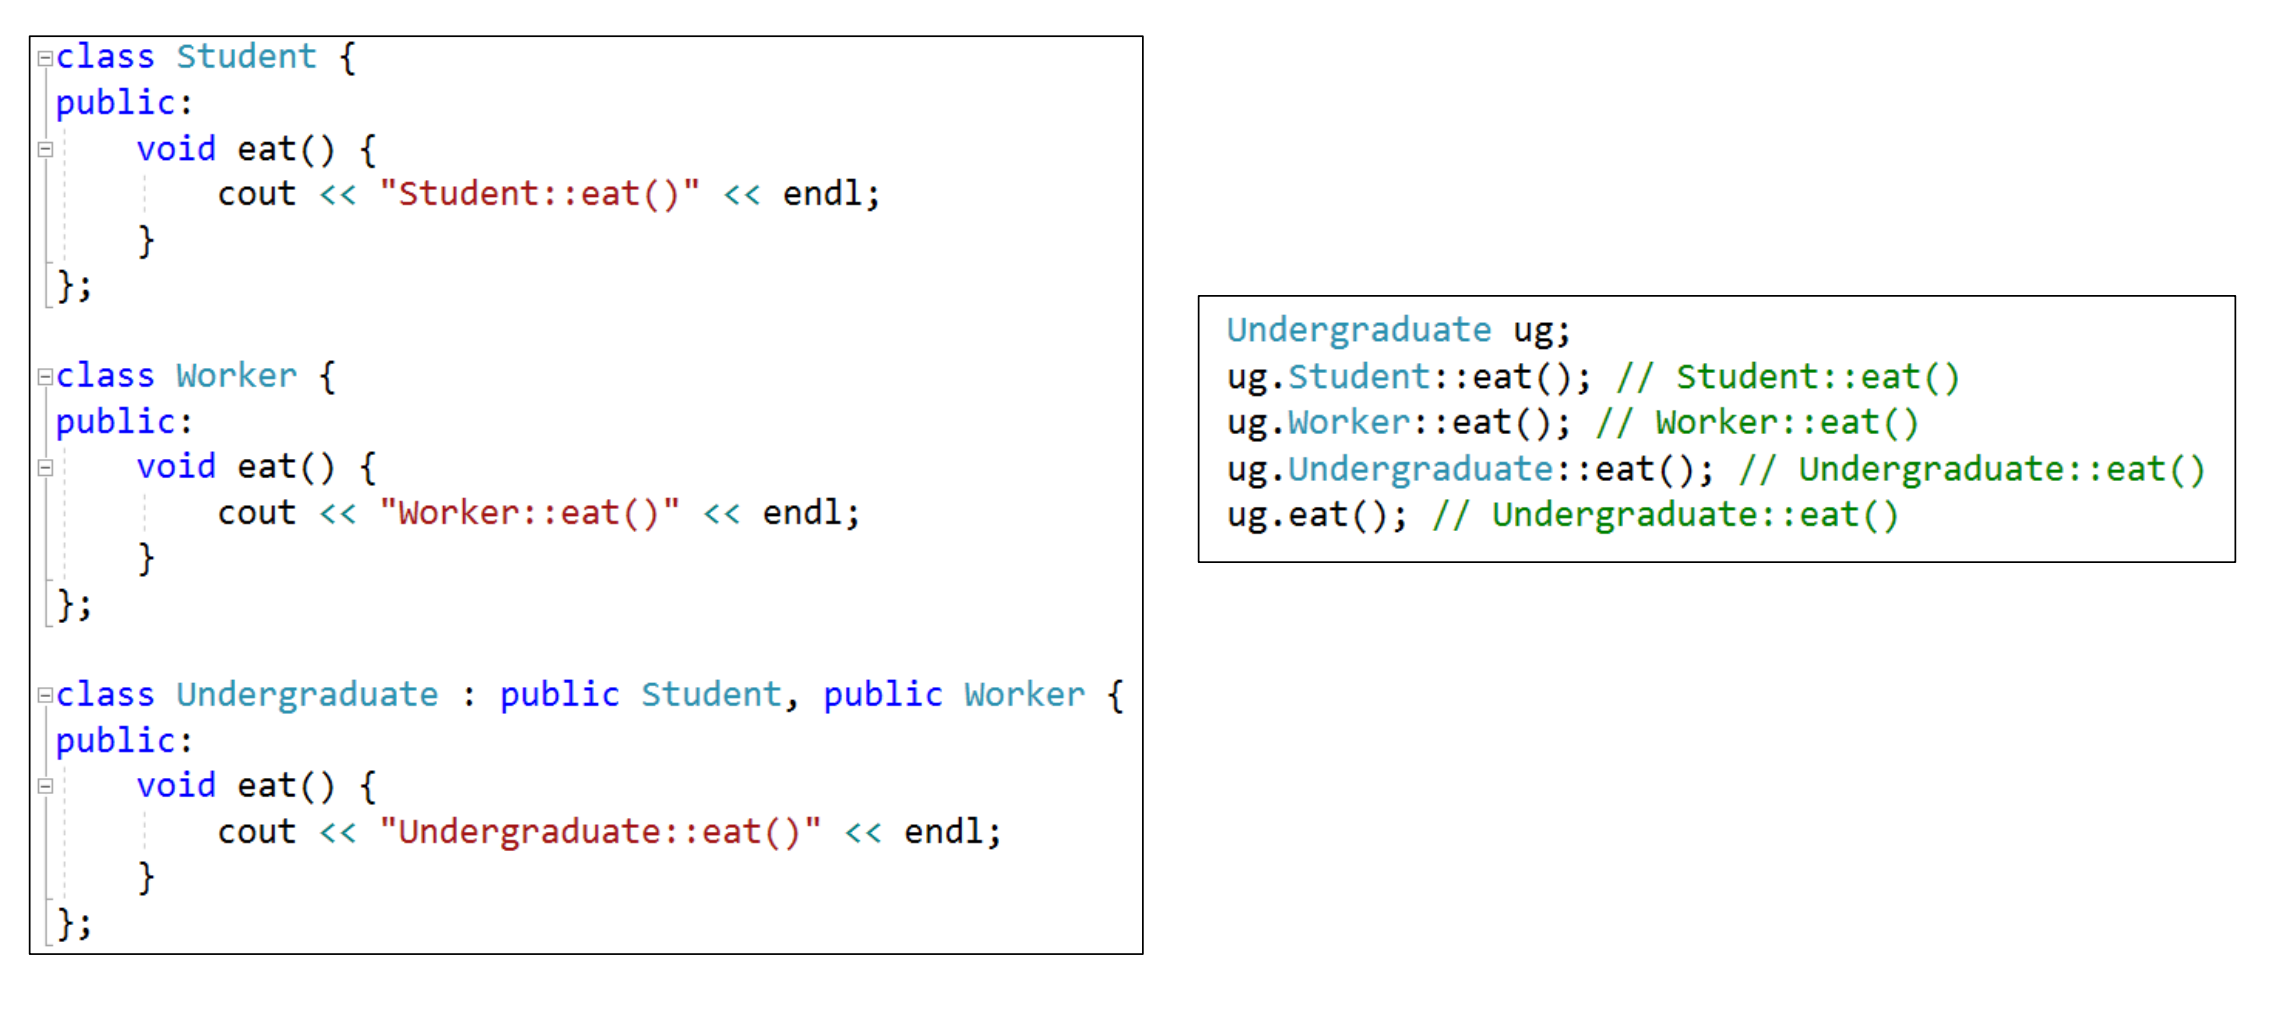 class Student {
public:
    void eat() {
        cout << "Student::eat()" << endl;
    }
};

class Worker {
public:
    void eat() {
        cout << "Worker::eat()" << endl;
    }
};

class Undergraduate : public Student, public Worker {
public:
    void eat() {
        cout << "Undergraduate::eat()" << endl;
    }
};

Undergraduate ug;
ug.Student::eat(); // Student::eat()
ug.Worker::eat(); // Worker::eat()
ug.Undergraduate::eat(); // Undergraduate::eat()
ug.eat(); // Undergraduate::eat()